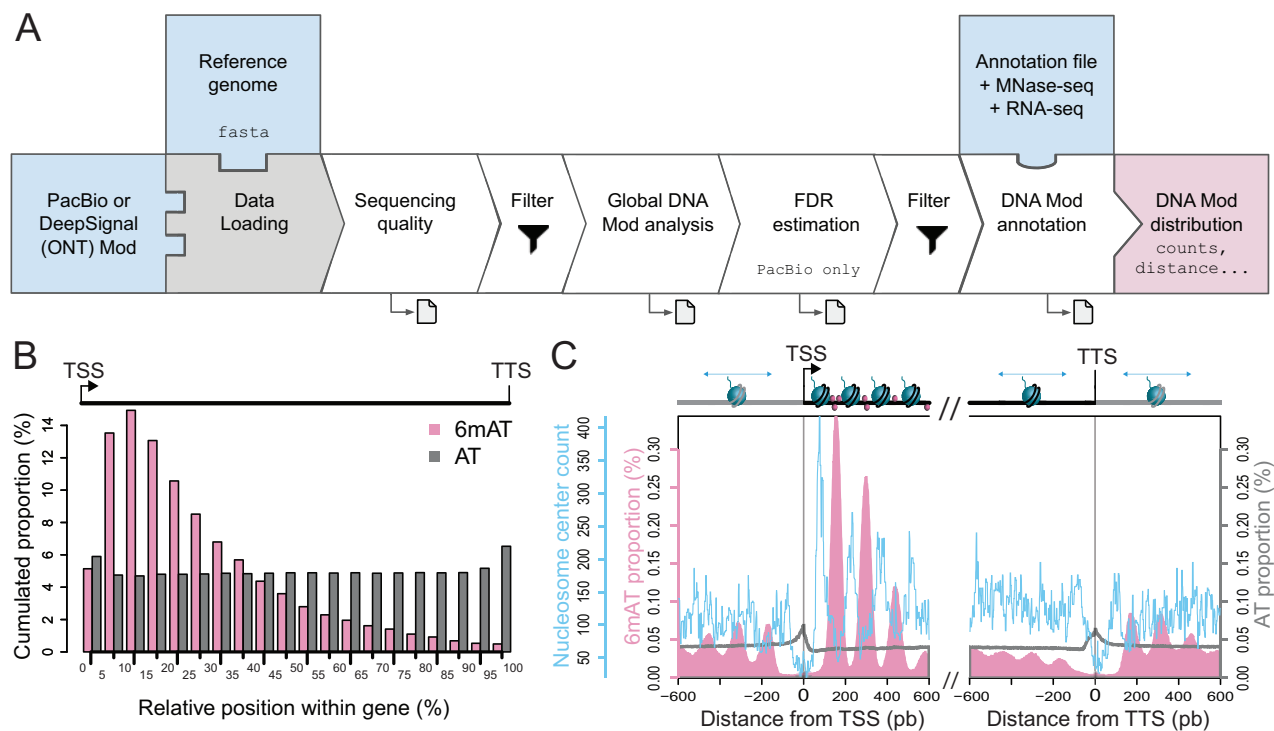 A
Reference
genome
fasta
Annotation file
+ MNase-seq
+ RNA-seq
PacBio or
DeepSignal
(ONT) Mod
Data
Loading
Sequencing
quality
Filter
Global DNA
Mod analysis
FDR
estimation
PacBio only
Filter
DNA Mod
annotation
DNA Mod
distribution
counts,
distance...
B
TSS
TTS
Cumulated proportion (%)
14
12
10
8
6
4
2
0
6mAT
AT
0 10 20 30 40 50 60 70 80 90 100
5 15 25 35 45 55 65 75 85 95
Relative position within gene (%)
C
TSS
TTS
//
Nucleosome center count
400
350
300
250
200
150
100
50
6mAT proportion (%)
0.30
0.25
0.20
0.15
0.10
0.05
0.00
AT proportion (%)
0.30
0.25
0.20
0.15
0.10
0.05
0.00
−600 −200 0 200 400 600
//
−600 −200 0 200 400 600
Distance from TSS (pb)
Distance from TTS (pb)